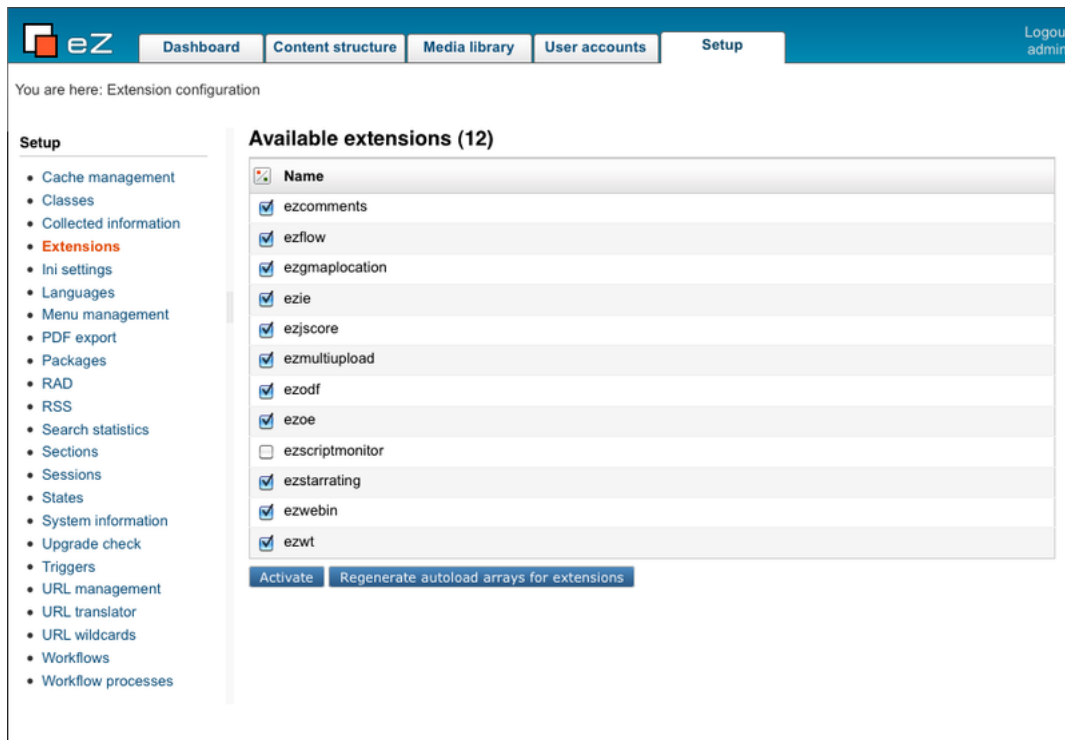 eZ
Dashboard
Content structure
Media library
User accounts
Setup
Logou
admin
You are here: Extension configuration
Setup
Cache management
Classes
Collected information
Extensions
Ini settings
Languages
Menu management
PDF export
Packages
RAD
RSS
Search statistics
Sections
Sessions
States
System information
Upgrade check
Triggers
URL management
URL translator
URL wildcards
Workflows
Workflow processes
Available extensions (12)
Name
ezcomments
ezflow
ezgmaplocation
ezie
ezjscore
ezmultiupload
ezodf
ezoe
ezscriptmonitor
ezstarrating
ezwebin
ezwt
Activate
Regenerate autoload arrays for extensions